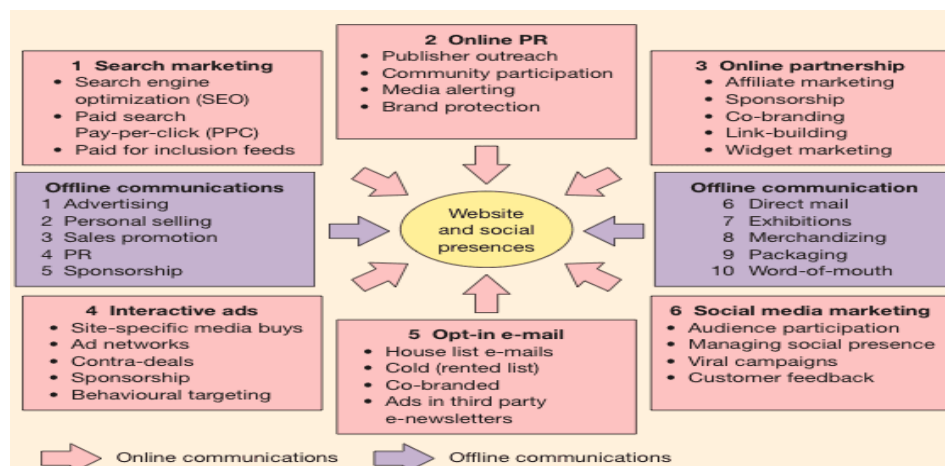 1 Search marketing
• Search engine
optimization (SEO)
• Paid search
Pay-per-click (PPC)
• Paid for inclusion feeds
2 Online PR
• Publisher outreach
• Community participation
• Media alerting
• Brand protection
3 Online partnership
• Affiliate marketing
• Sponsorship
• Co-branding
• Link-building
• Widget marketing
Offline communications
1 Advertising
2 Personal selling
3 Sales promotion
4 PR
5 Sponsorship
Website
and social
presences
Offline communication
6 Direct mail
7 Exhibitions
8 Merchandizing
9 Packaging
10 Word-of-mouth
4 Interactive ads
• Site-specific media buys
• Ad networks
• Contra-deals
• Sponsorship
• Behavioural targeting
5 Opt-in e-mail
• House list e-mails
• Cold (rented list)
• Co-branded
• Ads in third party
e-newsletters
6 Social media marketing
• Audience participation
• Managing social presence
• Viral campaigns
• Customer feedback
Online communications
Offline communications